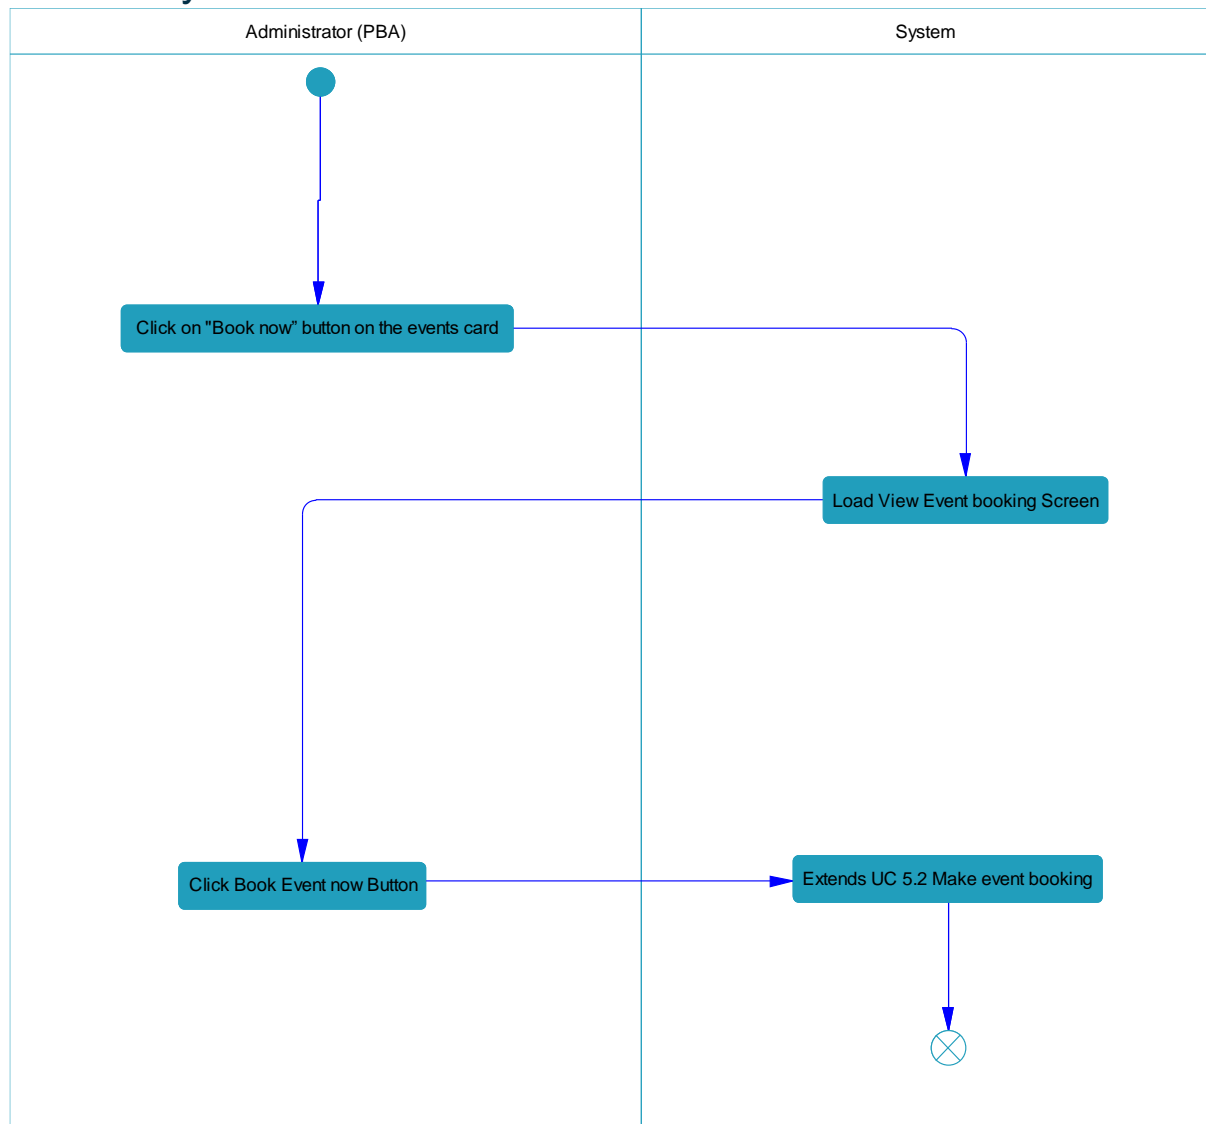 Administrator (PBA)
System
Click on "Book now” button on the events card
Load View Event booking Screen
Click Book Event now Button
Extends UC 5.2 Make event booking